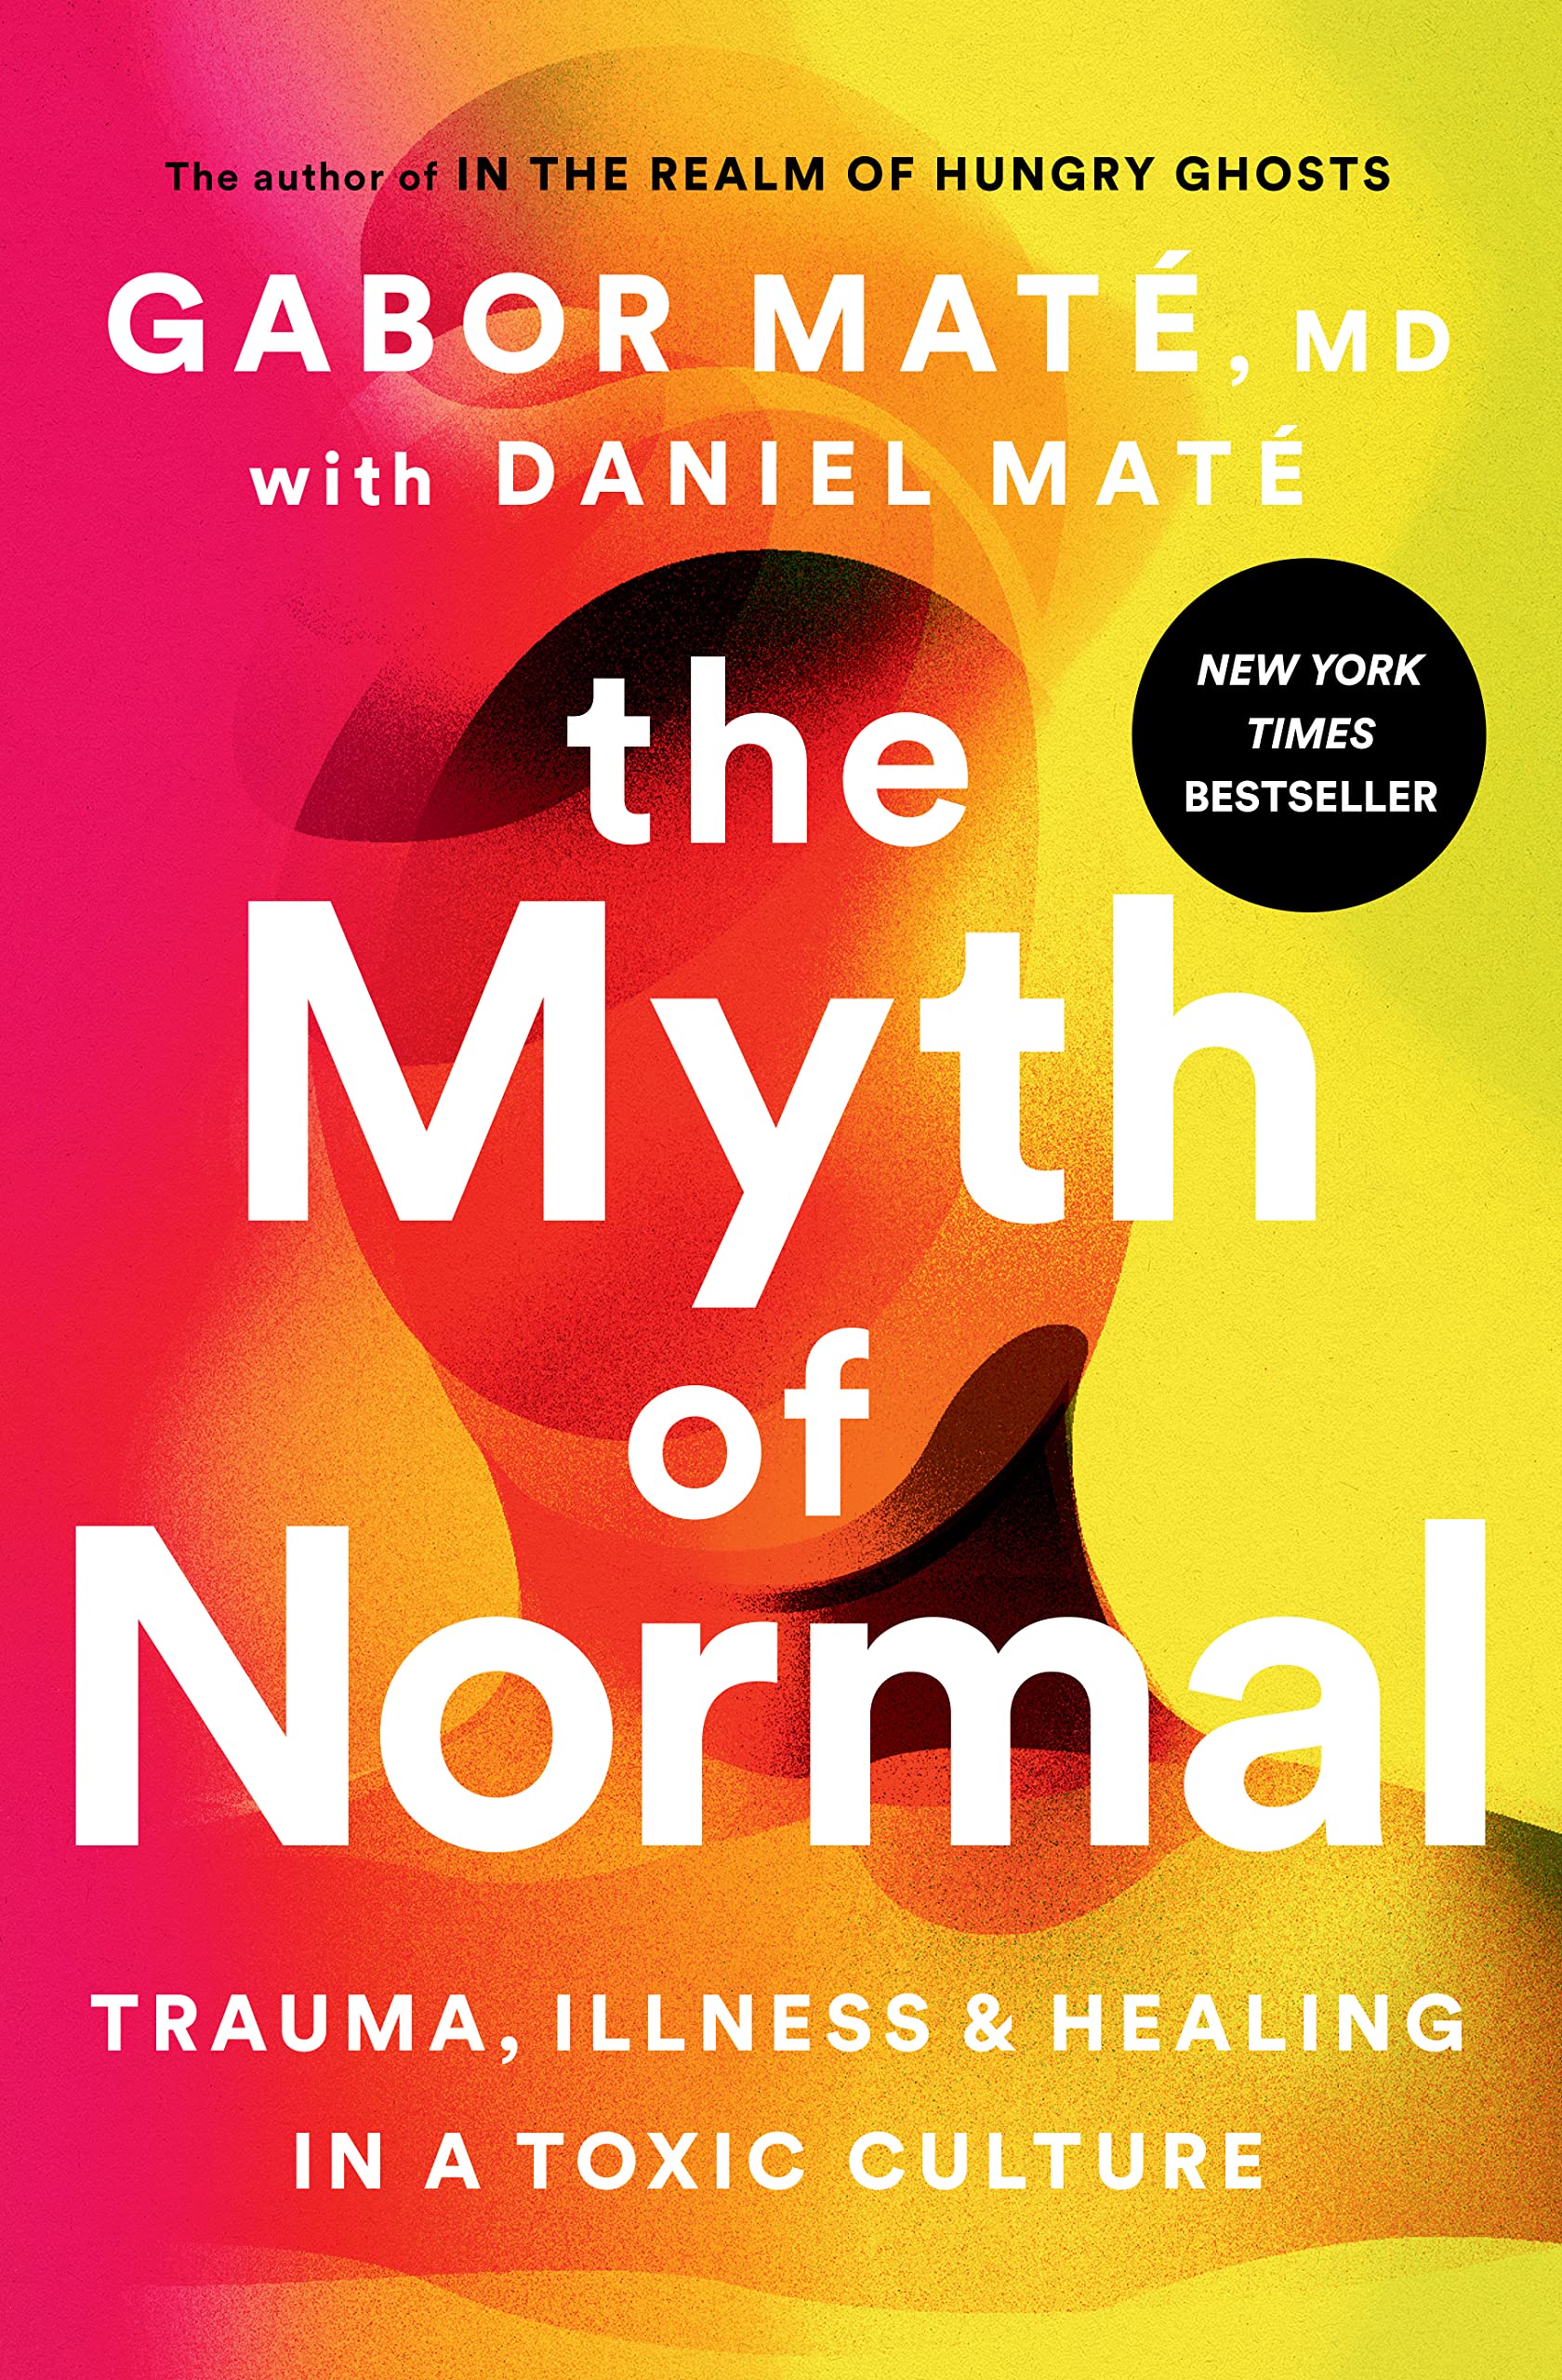 The author of IN THE REALM OF HUNGRY GHOSTS
GABOR MATÉ, MD
with DANIEL MATÉ
the
NEW YORK
TIMES
BESTSELLER
Myth
of
Normal
TRAUMA, ILLNESS & HEALING
IN A TOXIC CULTURE